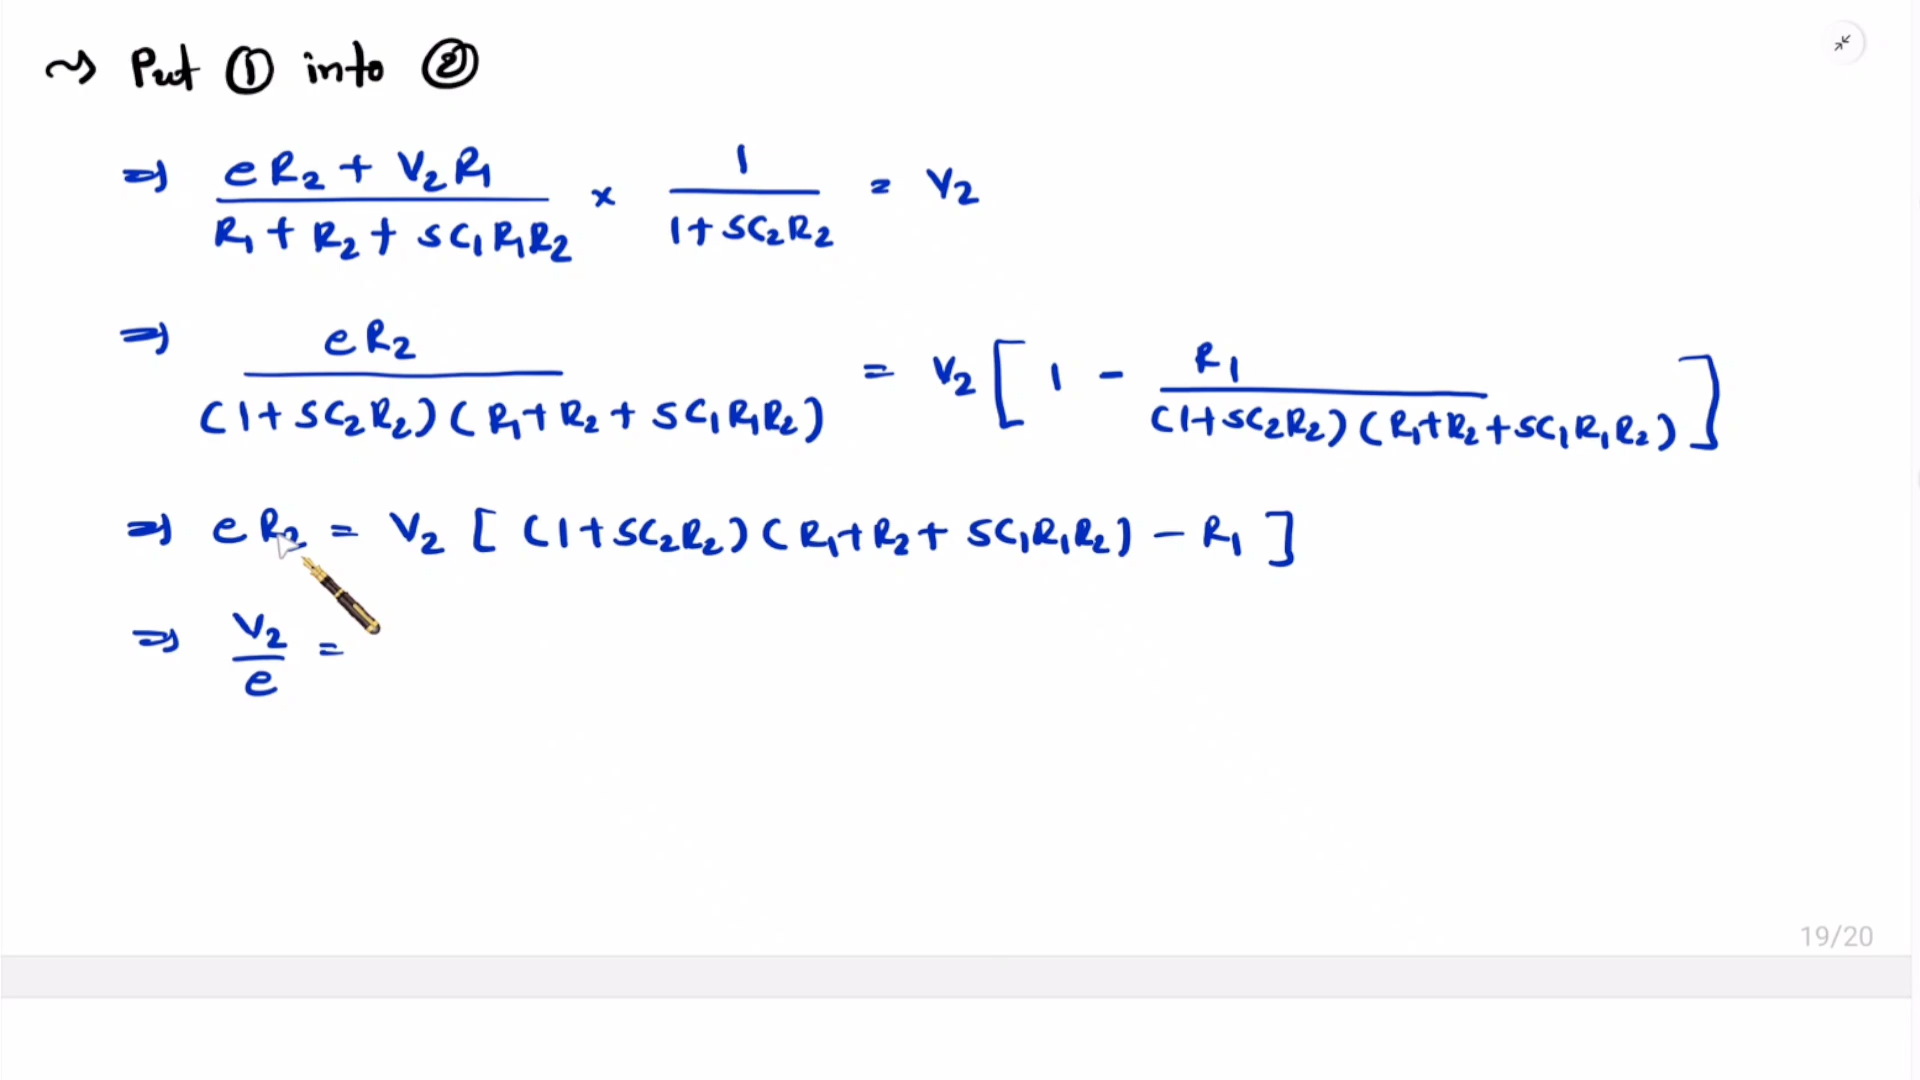 ~> Put ① into ②
=> (eR₂ + V₂R₁)/(R₁ + R₂ + SC₁R₁R₂) × 1/(1 + SC₂R₂) = V₂
=> eR₂/((1 + SC₂R₂)(R₁ + R₂ + SC₁R₁R₂)) = V₂[1 - R₁/((1 + SC₂R₂)(R₁ + R₂ + SC₁R₁R₂))]
=> eR₂ = V₂[(1 + SC₂R₂)(R₁ + R₂ + SC₁R₁R₂) - R₁]
=> V₂/e =
19/20